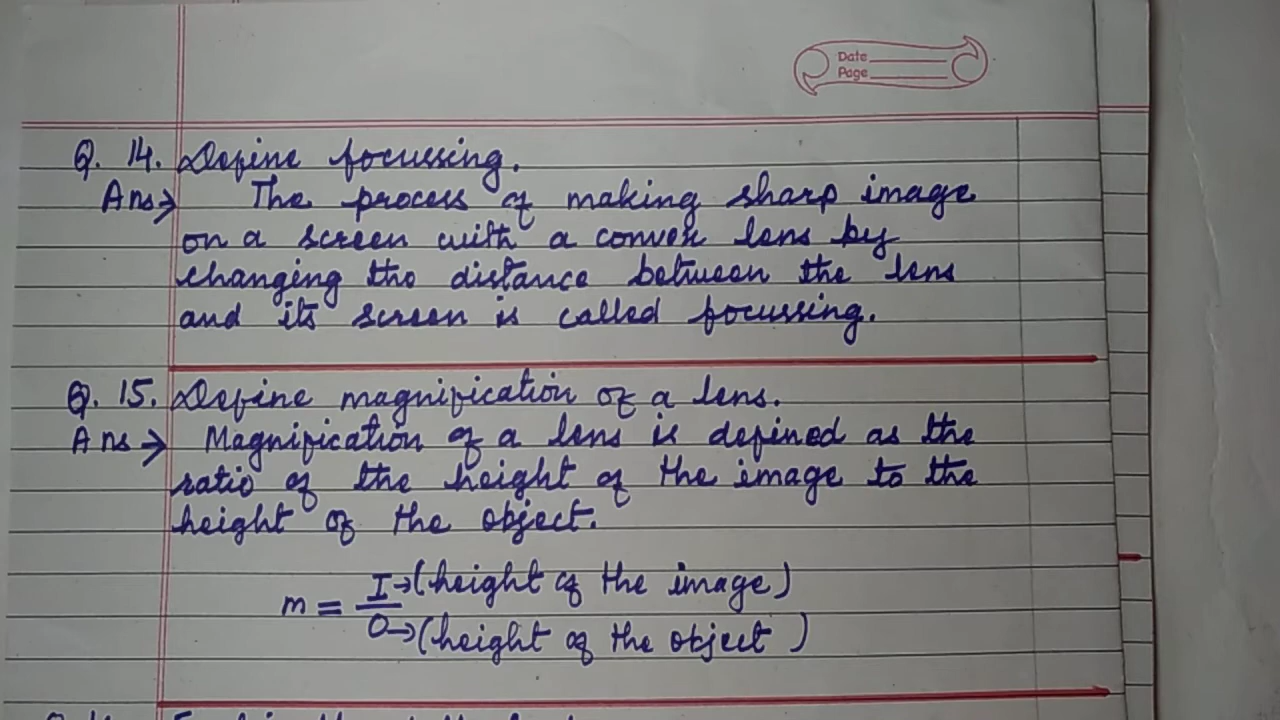 Date
Page
Q. 14. Define focussing.
Ans→ The process of making sharp image
on a screen with a convex lens by
changing the distance between the lens
and its screen is called focussing.
Q. 15. Define magnification of a lens.
Ans→ Magnification of a lens is defined as the
ratio of the height of the image to the
height of the object.
m = I→(height of the image)
O→(height of the object)